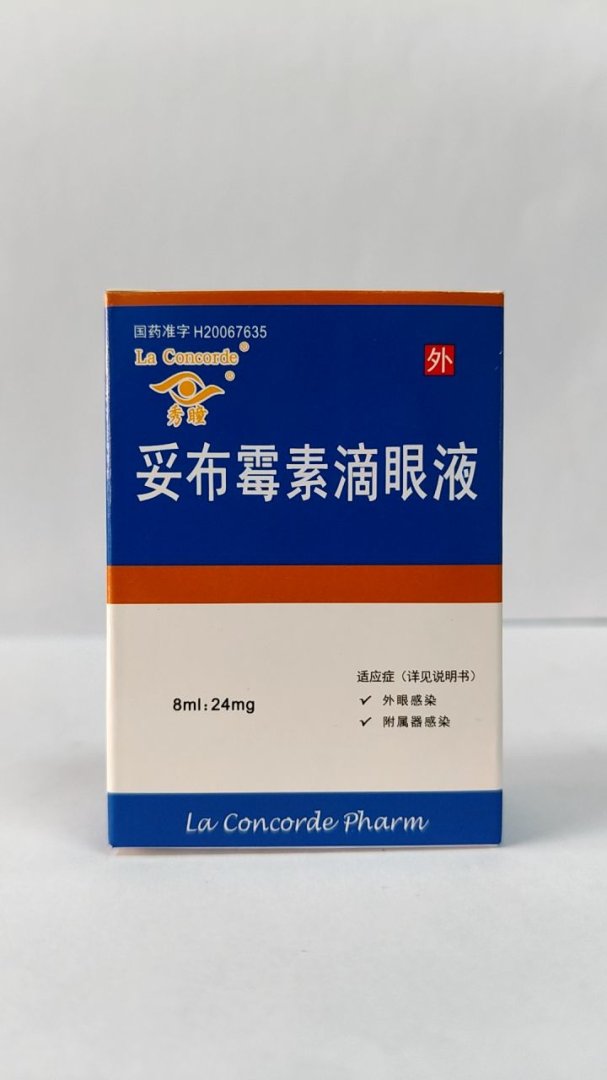 国药准字 H20067635
La Concorde®
®
秀瞳
外
妥布霉素滴眼液
8ml:24mg
适应症（详见说明书）
✓ 外眼感染
✓ 附属器感染
La Concorde Pharm